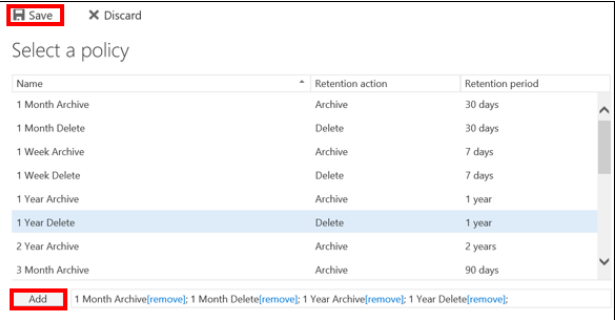 Save Discard
Select a policy
Name Retention action Retention period
1 Month Archive Archive 30 days
1 Month Delete Delete 30 days
1 Week Archive Archive 7 days
1 Week Delete Delete 7 days
1 Year Archive Archive 1 year
1 Year Delete Delete 1 year
2 Year Archive Archive 2 years
3 Month Archive Archive 90 days
Add 1 Month Archive[remove]; 1 Month Delete[remove]; 1 Year Archive[remove]; 1 Year Delete[remove];